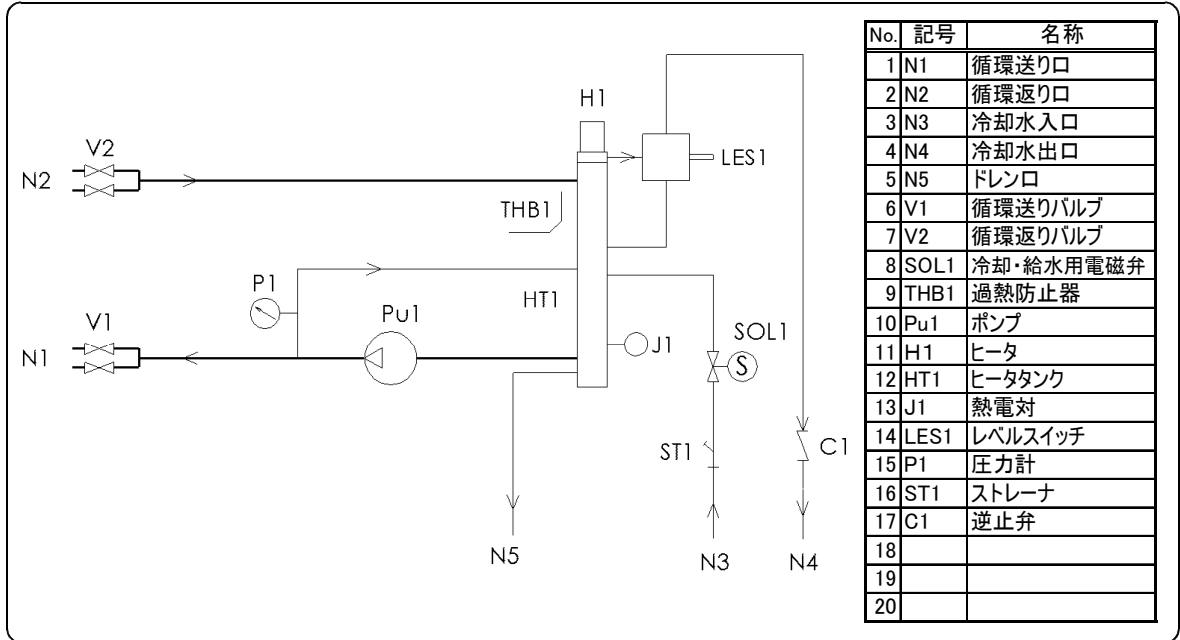 H1
V2
N2
LES1
THB1
P1
HT1
Pu1
V1
N1
J1
SOL1
S
ST1
C1
N5
N3
N4
No. 記号 名称
1 N1 循環送り口
2 N2 循環返り口
3 N3 冷却水入口
4 N4 冷却水出口
5 N5 ドレン口
6 V1 循環送りバルブ
7 V2 循環返りバルブ
8 SOL1 冷却・給水用電磁弁
9 THB1 過熱防止器
10 Pu1 ポンプ
11 H1 ヒータ
12 HT1 ヒータタンク
13 J1 熱電対
14 LES1 レベルスイッチ
15 P1 圧力計
16 ST1 ストレーナ
17 C1 逆止弁
18
19
20